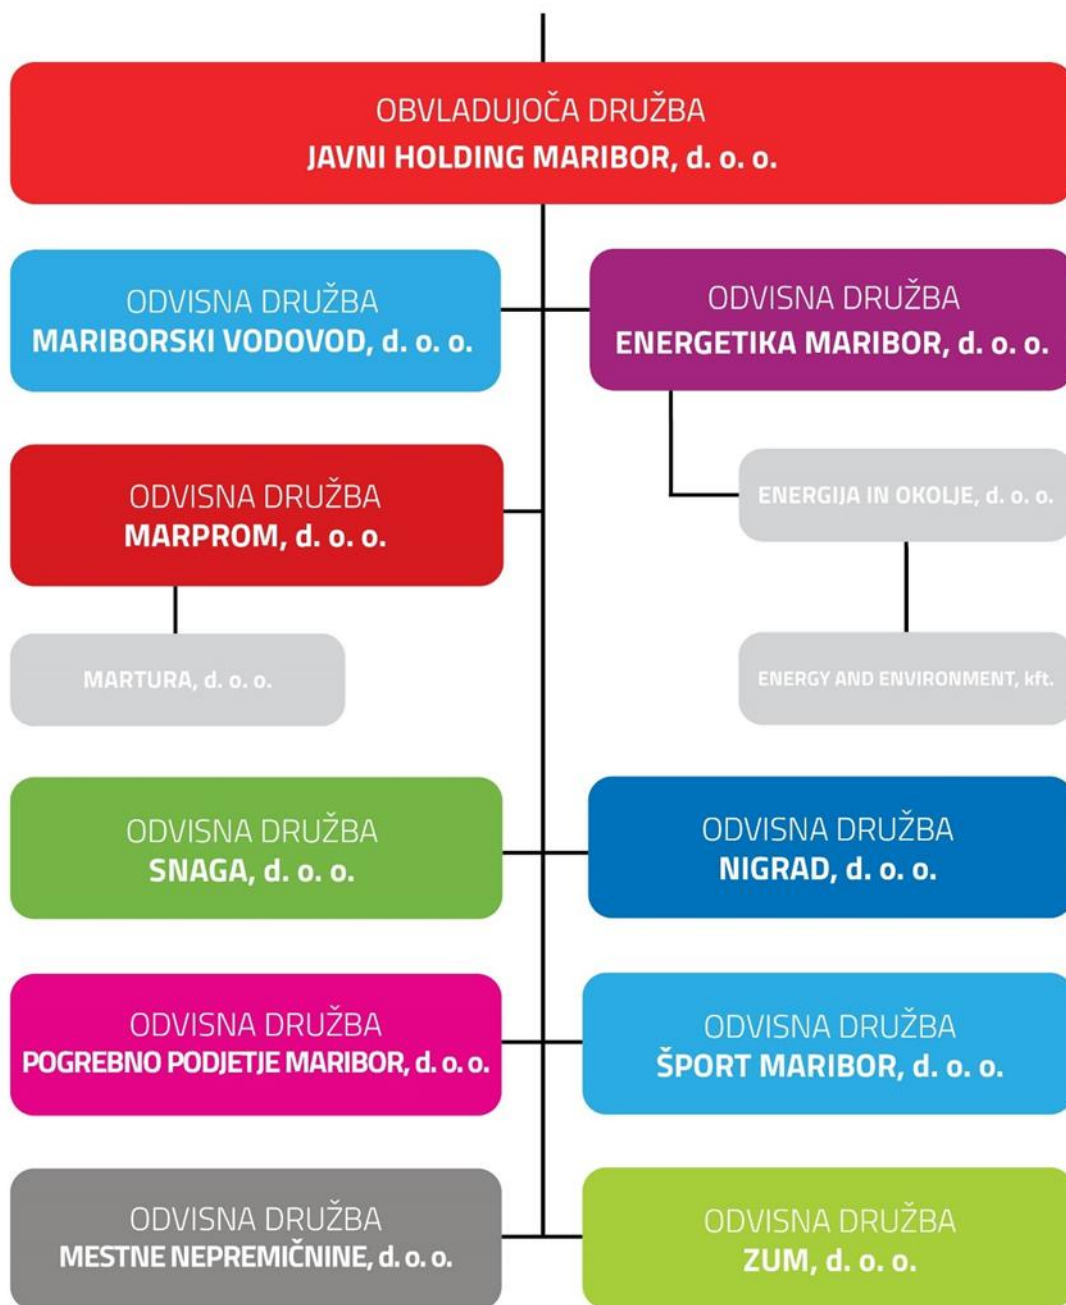 OBVLADUJOČA DRUŽBA
JAVNI HOLDING MARIBOR, d. o. o.
ODVISNA DRUŽBA
MARIBORSKI VODOVOD, d. o. o.
ODVISNA DRUŽBA
ENERGETIKA MARIBOR, d. o. o.
ODVISNA DRUŽBA
MARPROM, d. o. o.
ENERGIJA IN OKOLJE, d. o. o.
MARTURA, d. o. o.
ENERGY AND ENVIRONMENT, kft.
ODVISNA DRUŽBA
SNAGA, d. o. o.
ODVISNA DRUŽBA
NIGRAD, d. o. o.
ODVISNA DRUŽBA
POGREBNO PODJETJE MARIBOR, d. o. o.
ODVISNA DRUŽBA
ŠPORT MARIBOR, d. o. o.
ODVISNA DRUŽBA
MESTNE NEPREMIČNINE, d. o. o.
ODVISNA DRUŽBA
ZUM, d. o. o.